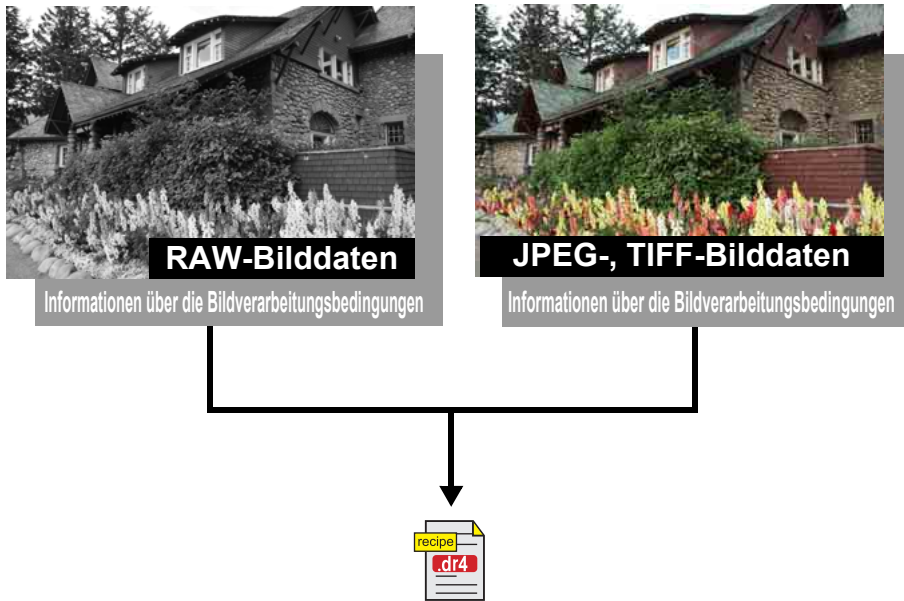 RAW-Bilddaten
Informationen über die Bildverarbeitungsbedingungen
JPEG-, TIFF-Bilddaten
Informationen über die Bildverarbeitungsbedingungen
recipe
.dr4